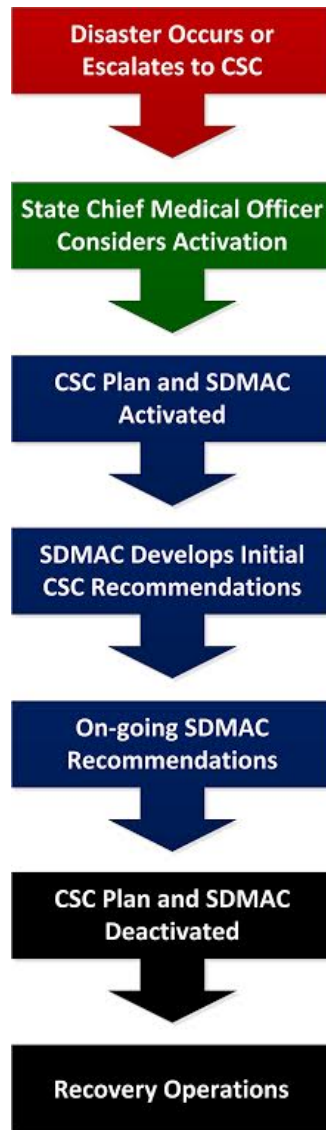 Disaster Occurs or
Escalates to CSC
State Chief Medical Officer
Considers Activation
CSC Plan and SDMAC
Activated
SDMAC Develops Initial
CSC Recommendations
On-going SDMAC
Recommendations
CSC Plan and SDMAC
Deactivated
Recovery Operations